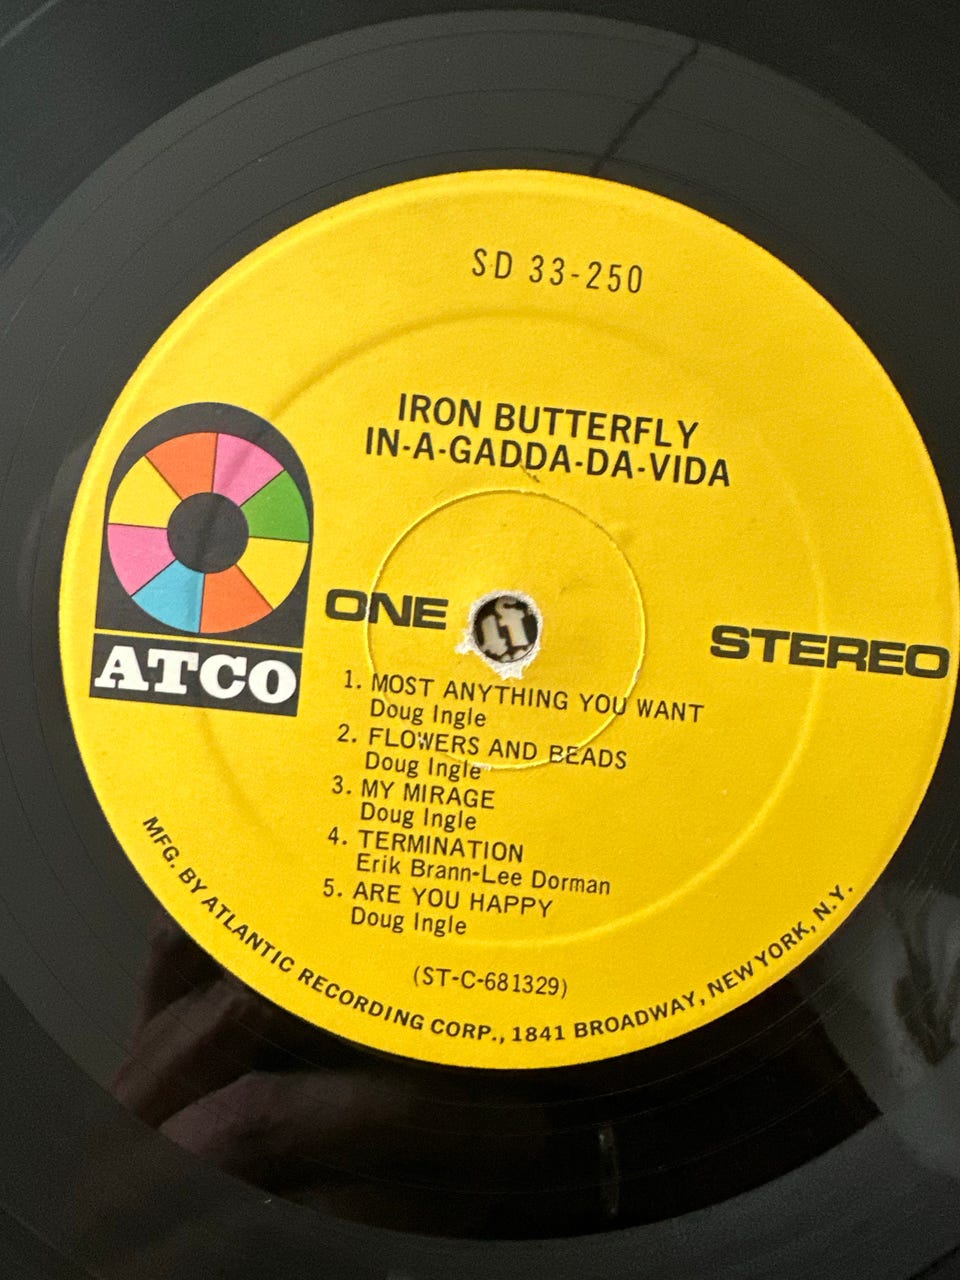 SD 33-250
IRON BUTTERFLY
IN-A-GADDA-DA-VIDA
ATCO
ONE
STEREO
1. MOST ANYTHING YOU WANT
Doug Ingle
2. FLOWERS AND BEADS
Doug Ingle
3. MY MIRAGE
Doug Ingle
4. TERMINATION
Erik Brann-Lee Dorman
5. ARE YOU HAPPY
Doug Ingle
(ST-C-681329)
MFG. BY ATLANTIC RECORDING CORP., 1841 BROADWAY, NEW YORK, N.Y.